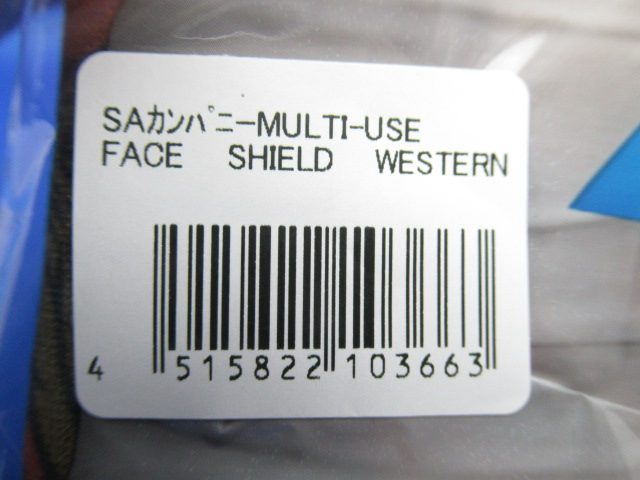 SAカンパニーMULTI-USE
FACE SHIELD WESTERN
4 515822 103663